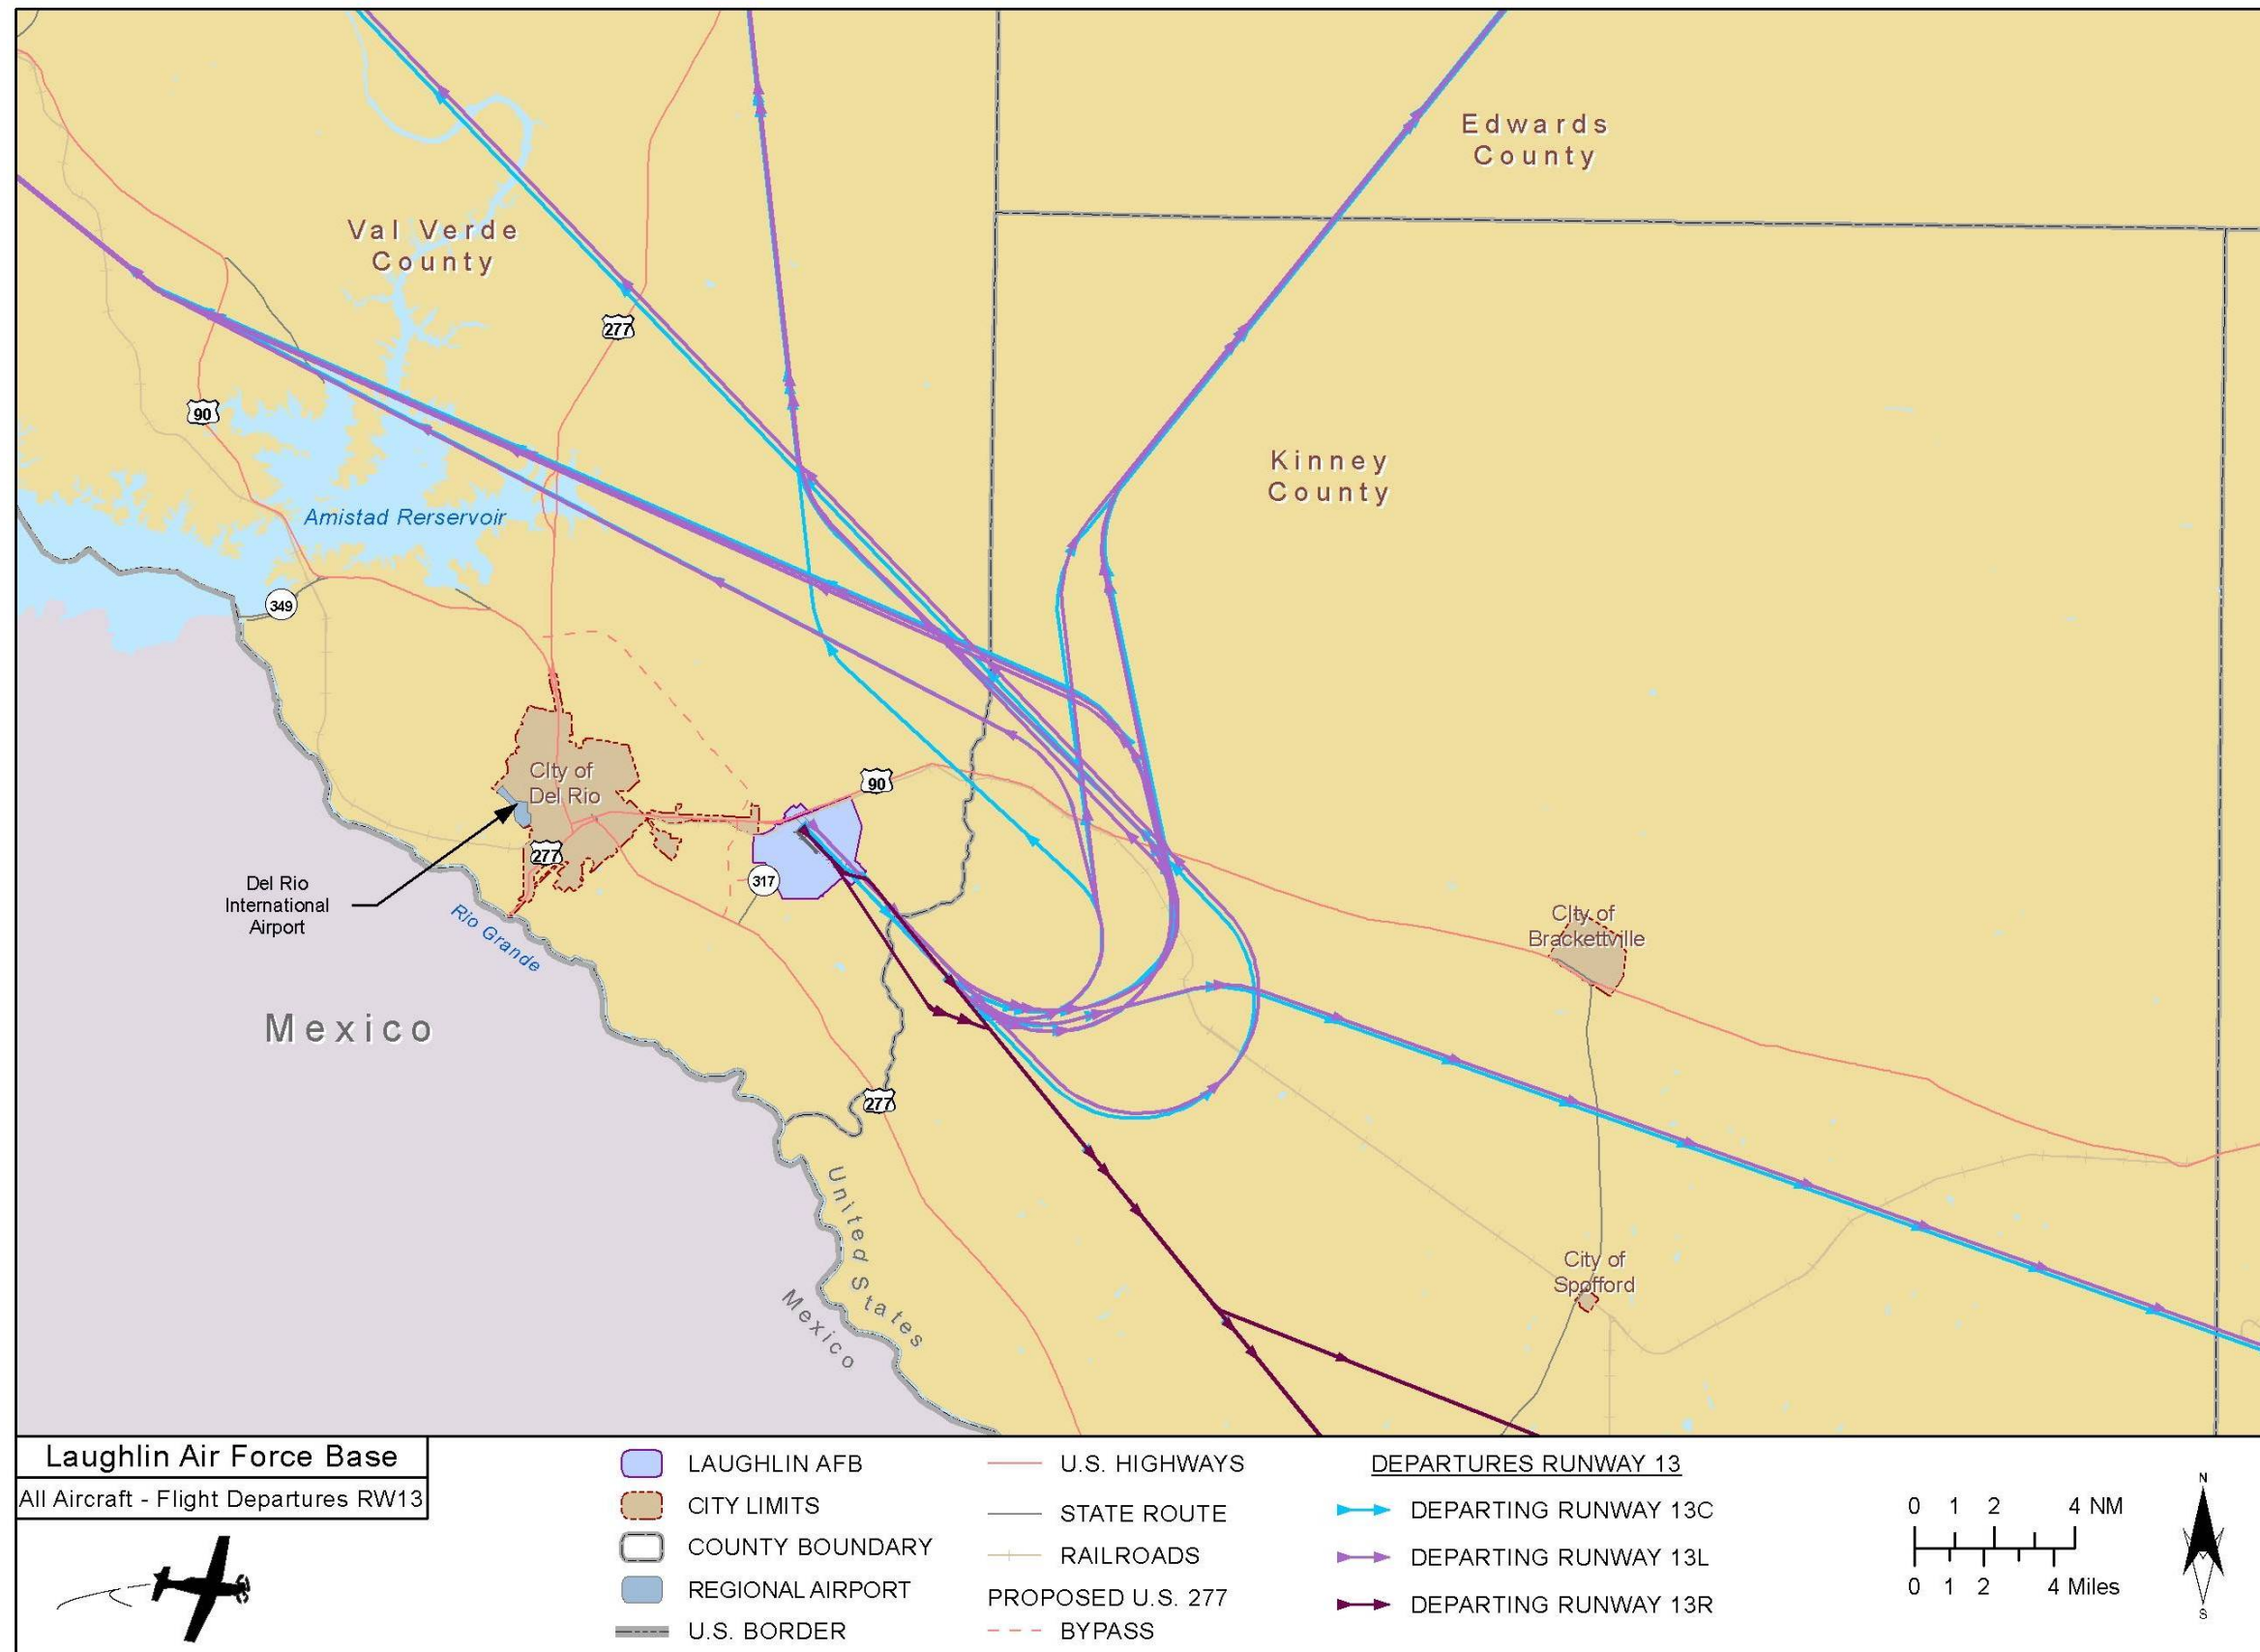 Edwards
County
Val Verde
County
277
90
Kinney
County
Amistad Rerservoir
349
CIty of
Del Rio
90
277
317
Del Rio
International
Airport
Rio Grande
CIty of
Brackettville
Mexico
277
United States
Mexico
City of
Spofford
Laughlin Air Force Base
All Aircraft - Flight Departures RW13
LAUGHLIN AFB
CITY LIMITS
COUNTY BOUNDARY
REGIONAL AIRPORT
U.S. BORDER
U.S. HIGHWAYS
STATE ROUTE
RAILROADS
PROPOSED U.S. 277
BYPASS
DEPARTURES RUNWAY 13
DEPARTING RUNWAY 13C
DEPARTING RUNWAY 13L
DEPARTING RUNWAY 13R
0 1 2 4 NM
0 1 2 4 Miles
N
S